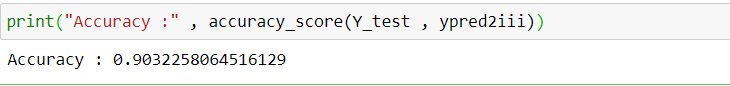 print("Accuracy :" , accuracy_score(Y_test , ypred2iii))
Accuracy : 0.9032258064516129